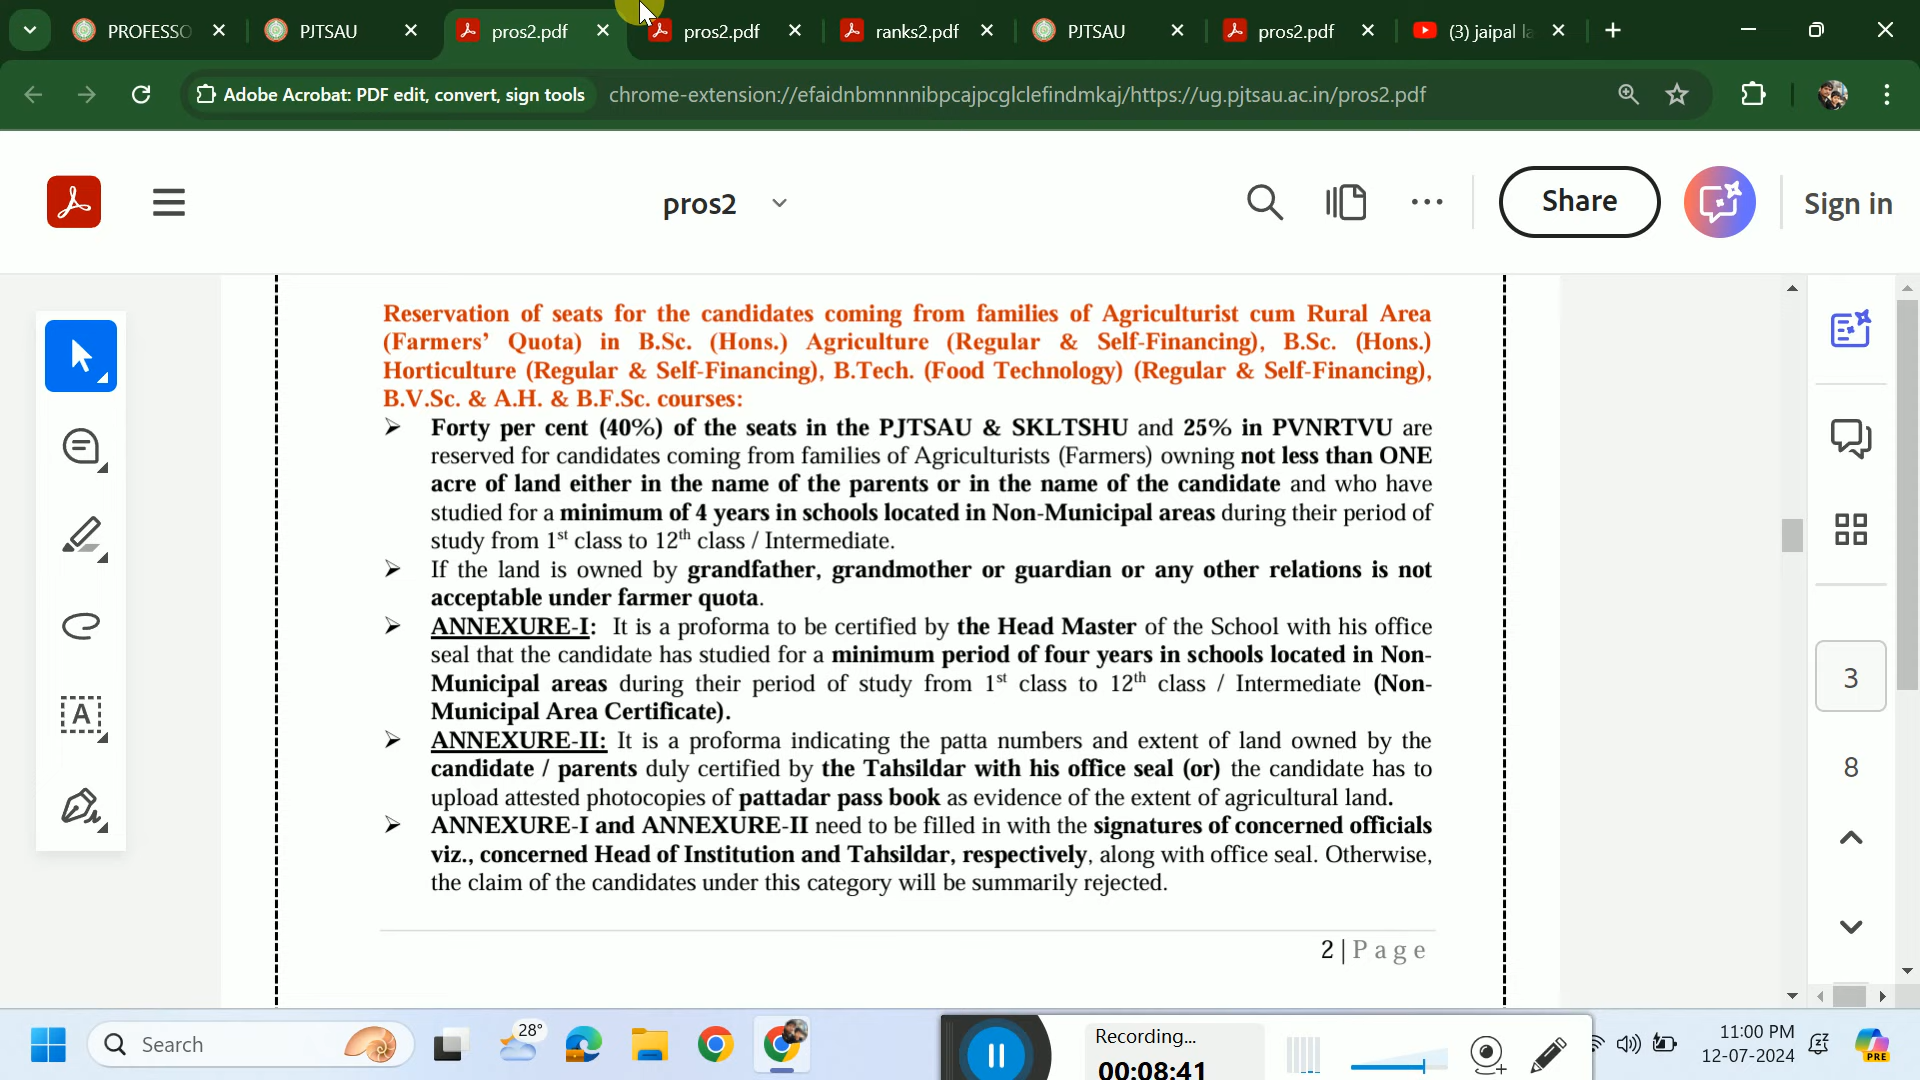 PROFESSO
PJTSAU
pros2.pdf
pros2.pdf
ranks2.pdf
PJTSAU
pros2.pdf
(3) jaipal la
Adobe Acrobat: PDF edit, convert, sign tools
chrome-extension://efaidnbmnnnibpcajpcglclefindmkaj/https://ug.pjtsau.ac.in/pros2.pdf
pros2
Share
Sign in
Reservation of seats for the candidates coming from families of Agriculturist cum Rural Area
(Farmers' Quota) in B.Sc. (Hons.) Agriculture (Regular & Self-Financing), B.Sc. (Hons.)
Horticulture (Regular & Self-Financing), B.Tech. (Food Technology) (Regular & Self-Financing),
B.V.Sc. & A.H. & B.F.Sc. courses:
➢ Forty per cent (40%) of the seats in the PJTSAU & SKLTSHU and 25% in PVNRTVU are
reserved for candidates coming from families of Agriculturists (Farmers) owning not less than ONE
acre of land either in the name of the parents or in the name of the candidate and who have
studied for a minimum of 4 years in schools located in Non-Municipal areas during their period of
study from 1st class to 12th class / Intermediate.
➢ If the land is owned by grandfather, grandmother or guardian or any other relations is not
acceptable under farmer quota.
➢ ANNEXURE-I: It is a proforma to be certified by the Head Master of the School with his office
seal that the candidate has studied for a minimum period of four years in schools located in Non-
Municipal areas during their period of study from 1st class to 12th class / Intermediate (Non-
Municipal Area Certificate).
➢ ANNEXURE-II: It is a proforma indicating the patta numbers and extent of land owned by the
candidate / parents duly certified by the Tahsildar with his office seal (or) the candidate has to
upload attested photocopies of pattadar pass book as evidence of the extent of agricultural land.
➢ ANNEXURE-I and ANNEXURE-II need to be filled in with the signatures of concerned officials
viz., concerned Head of Institution and Tahsildar, respectively, along with office seal. Otherwise,
the claim of the candidates under this category will be summarily rejected.
2 | P a g e
3
8
Search
28°
Recording...
00:08:41
11:00 PM
12-07-2024
PRE